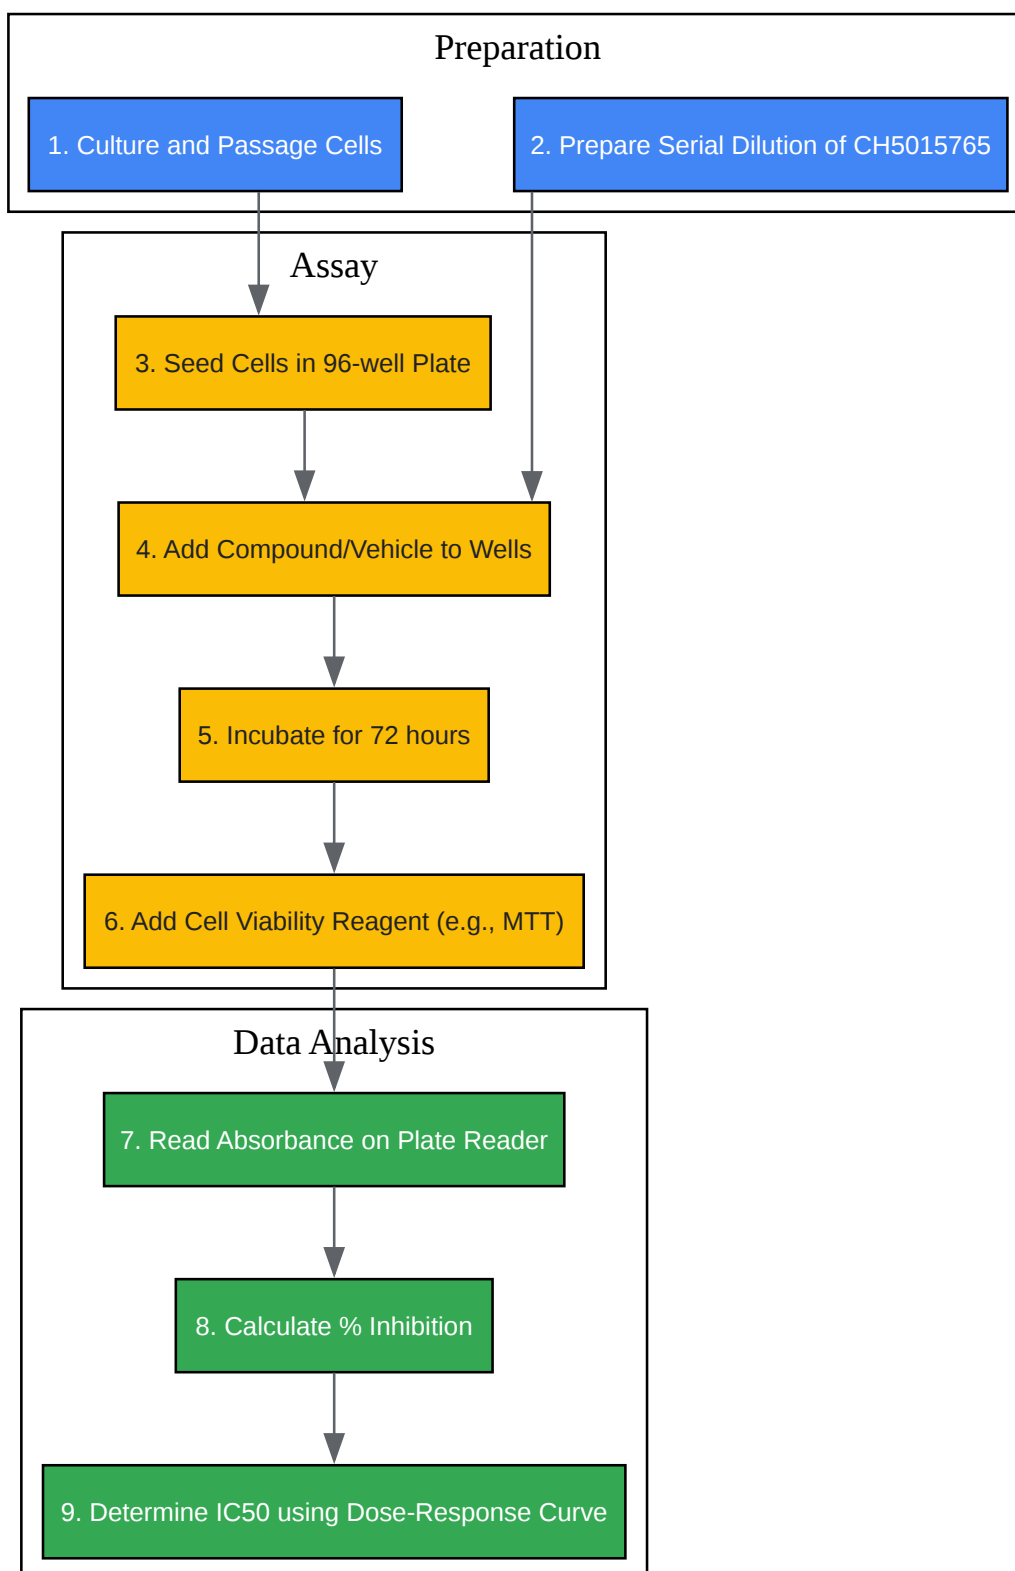 Preparation
1. Culture and Passage Cells
2. Prepare Serial Dilution of CH5015765
Assay
3. Seed Cells in 96-well Plate
4. Add Compound/Vehicle to Wells
5. Incubate for 72 hours
6. Add Cell Viability Reagent (e.g., MTT)
Data Analysis
7. Read Absorbance on Plate Reader
8. Calculate % Inhibition
9. Determine IC50 using Dose-Response Curve